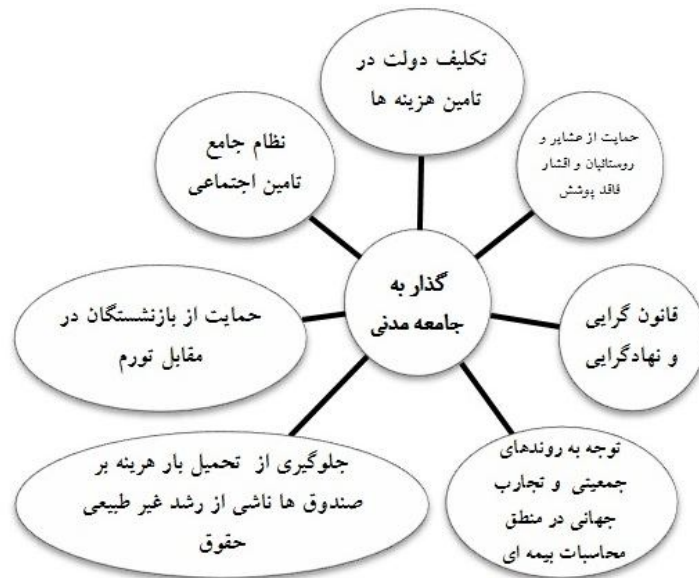 تکلیف دولت در
تامین هزینه ها
حمایت از عشایر و
روستائیان و اقشار
فاقد پوشش
نظام جامع
تامین اجتماعی
گذار به
جامعه مدنی
قانون گرایی
و نهادگرایی
حمایت از بازنشستگان در
مقابل تورم
توجه به روندهای
جمعیتی و تجارب
جهانی در منطق
محاسبات بیمه ای
جلوگیری از تحمیل بار هرینه بر
صندوق ها ناشی از رشد غیر طبیعی
حقوق